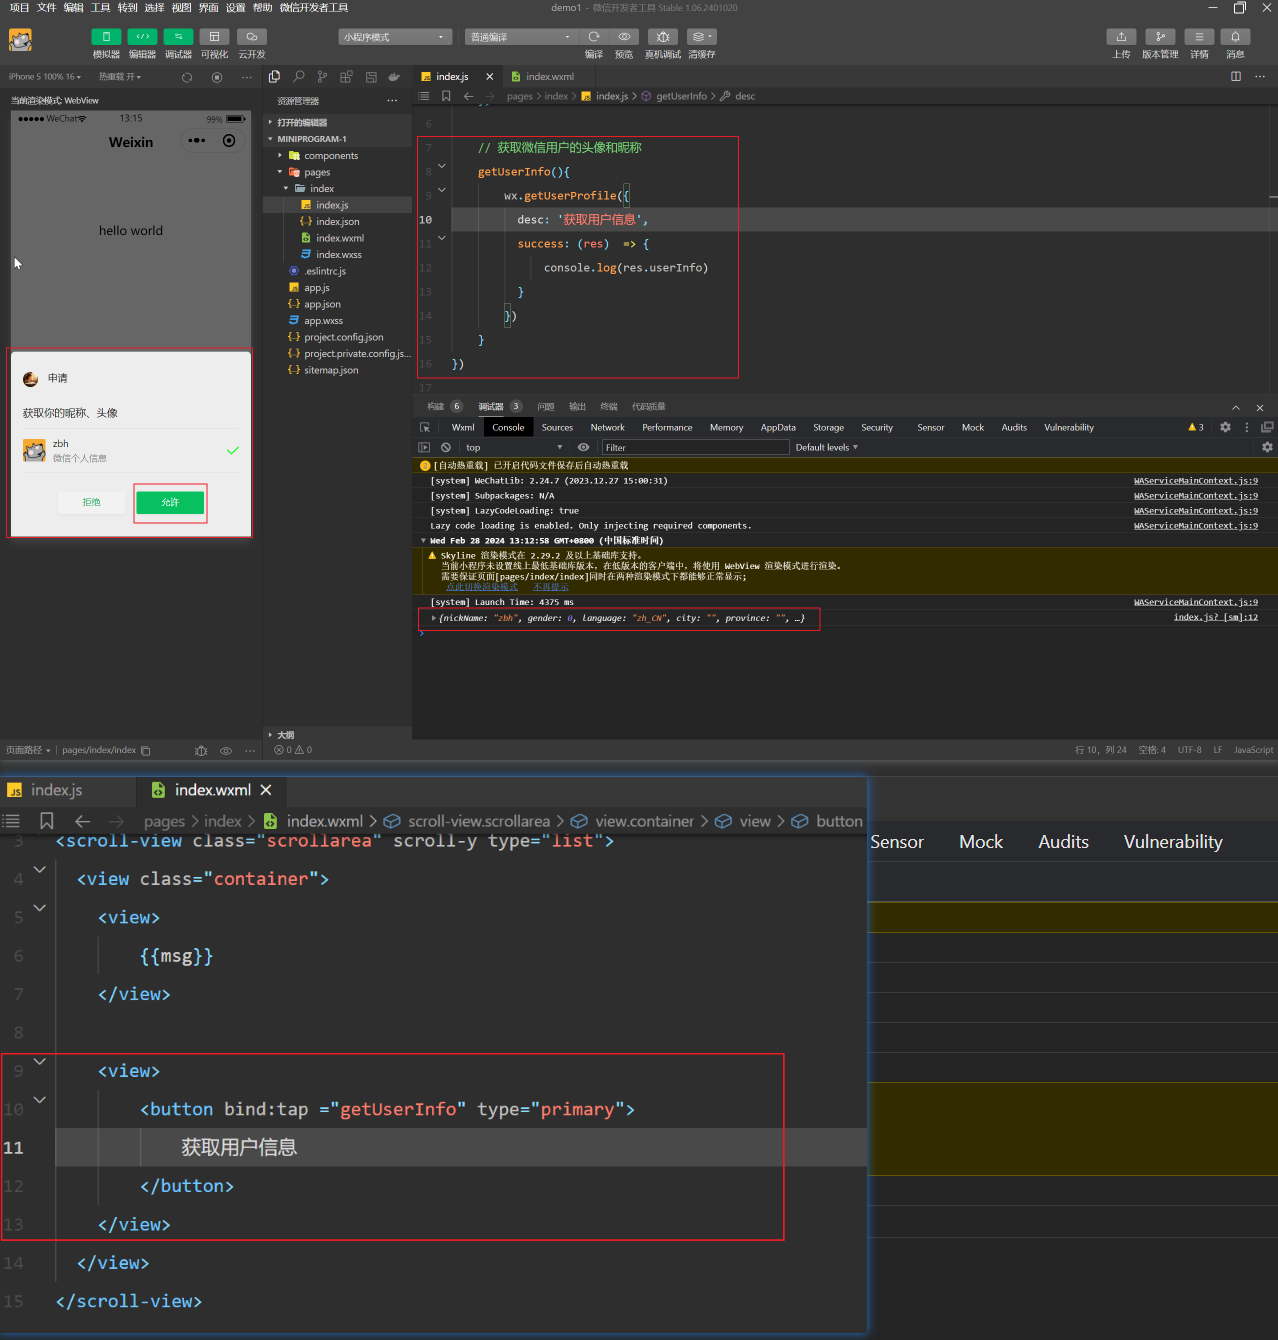 项目 文件 编辑 工具 转到 选择 视图 界面 设置 帮助 微信开发者工具
demo1 - 微信开发者工具 Stable 1.06.2401020
模拟器 编辑器 调试器 可视化 云开发
小程序模式
普通编译
编译 预览 真机调试 清缓存
上传 版本管理 详情 消息
iPhone 5 100% 16
热重载 开
当前渲染模式: WebView
WeChat
13:15
99%
Weixin
hello world
申请
获取你的昵称、头像
zbh
微信个人信息
拒绝
允许
页面路径
pages/index/index
资源管理器
打开的编辑器
MINIPROGRAM-1
components
pages
index
JS index.js
{ } index.json
index.wxml
index.wxss
.eslintrc.js
JS app.js
{ } app.json
app.wxss
{ } project.config.json
{ } project.private.config.js...
{ } sitemap.json
大纲
0 0
JS index.js
index.wxml
pages > index > JS index.js > getUserInfo > desc
6
7 // 获取微信用户的头像和昵称
8 getUserInfo(){
9 wx.getUserProfile({
10 desc: '获取用户信息',
11 success: (res) => {
12 console.log(res.userInfo)
13 }
14 })
15 }
16 })
17
构建 6 调试器 3 问题 输出 终端 代码质量
Wxml Console Sources Network Performance Memory AppData Storage Security Sensor Mock Audits Vulnerability
3
top
Filter
Default levels
2 [自动热重载] 已开启代码文件保存后自动热重载
[system] WeChatLib: 2.24.7 (2023.12.27 15:00:31) WAServiceMainContext.js:9
[system] Subpackages: N/A WAServiceMainContext.js:9
[system] LazyCodeLoading: true WAServiceMainContext.js:9
Lazy code loading is enabled. Only injecting required components. WAServiceMainContext.js:9
Wed Feb 28 2024 13:12:58 GMT+0800 (中国标准时间)
Skyline 渲染模式在 2.29.2 及以上基础库支持。
当前小程序未设置线上最低基础库版本，在低版本的客户端中，将使用 WebView 渲染模式进行渲染。
需要保证页面[pages/index/index]同时在两种渲染模式下都能够正常显示;
点此切换渲染模式 不再提示
[system] Launch Time: 4375 ms WAServiceMainContext.js:9
{nickName: "zbh", gender: 0, language: "zh_CN", city: "", province: "", …} index.js? [sm]:12
行 10，列 24 空格: 4 UTF-8 LF JavaScript
JS index.js
index.wxml
pages > index > index.wxml > scroll-view.scrollarea > view.container > view > button
3 <scroll-view class="scrollarea" scroll-y type="list">
4 <view class="container">
5 <view>
6 {{msg}}
7 </view>
8
9 <view>
10 <button bind:tap ="getUserInfo" type="primary">
11 获取用户信息
12 </button>
13 </view>
14 </view>
15 </scroll-view>
Sensor Mock Audits Vulnerability